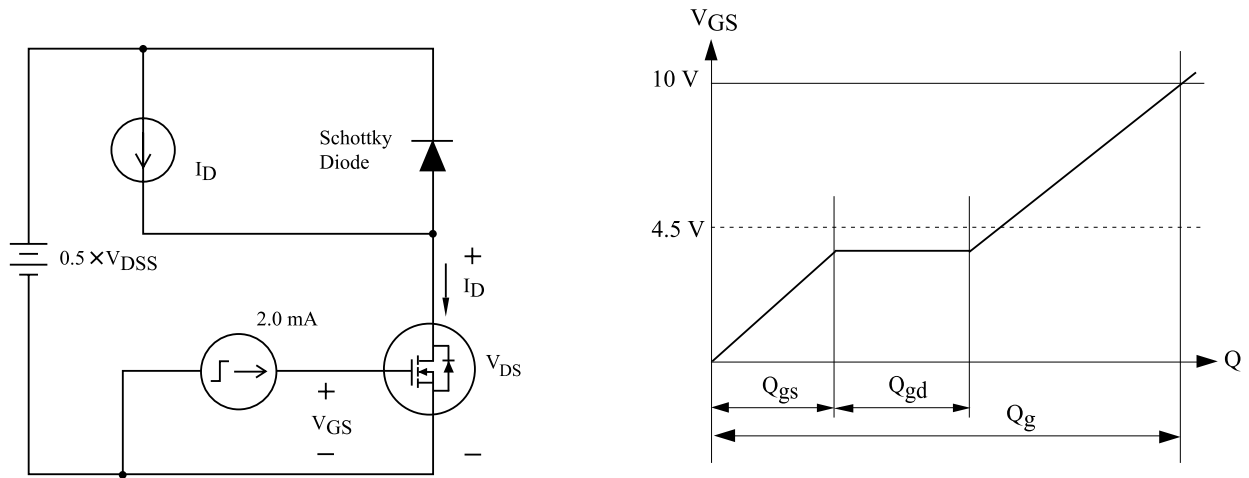 Schottky
Diode
I_D
0.5 ×V_DSS
+
I_D
2.0 mA
V_DS
+
V_GS
–
–
V_GS
10 V
4.5 V
Q
Q_gs
Q_gd
Q_g